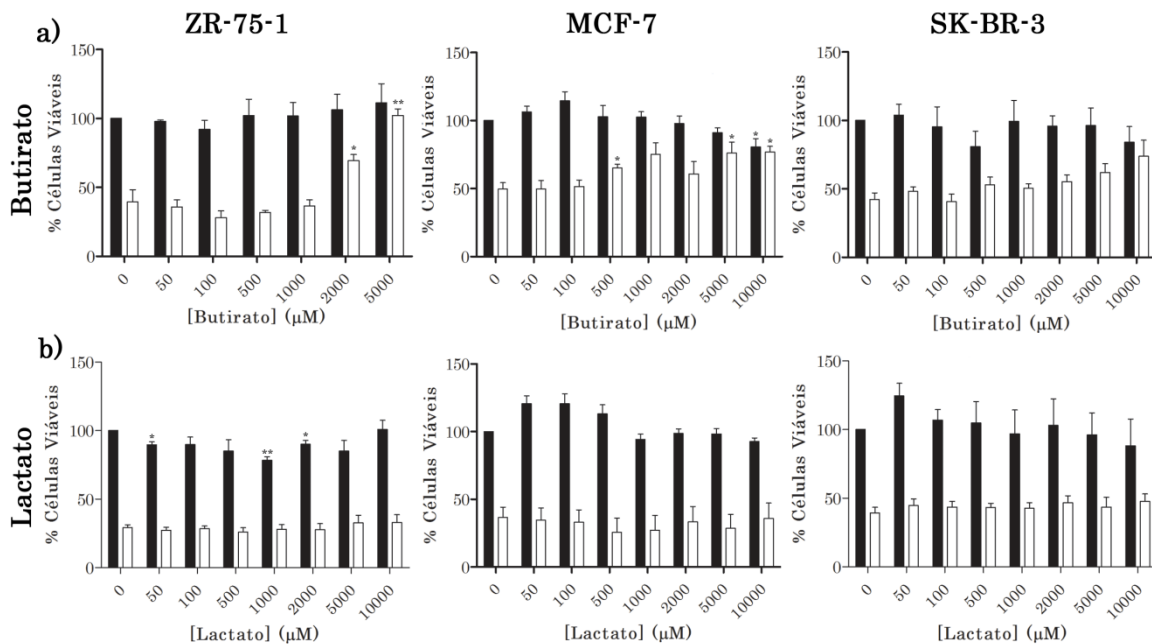 ZR-75-1
MCF-7
SK-BR-3
a)
Butirato
% Células Viáveis
150
100
50
0
*
**
0 50 100 500 1000 2000 5000
[Butirato] (µM)
% Células Viáveis
150
100
50
0
*
*
*
*
0 50 100 500 1000 2000 5000 10000
[Butirato] (µM)
% Células Viáveis
150
100
50
0
0 50 100 500 1000 2000 5000 10000
[Butirato] (µM)
b)
Lactato
% Células Viáveis
150
100
50
0
*
**
*
0 50 100 500 1000 2000 5000 10000
[Lactato] (µM)
% Células Viáveis
150
100
50
0
0 50 100 500 1000 2000 5000 10000
[Lactato] (µM)
% Células Viáveis
150
100
50
0
0 50 100 500 1000 2000 5000 10000
[Lactato] (µM)